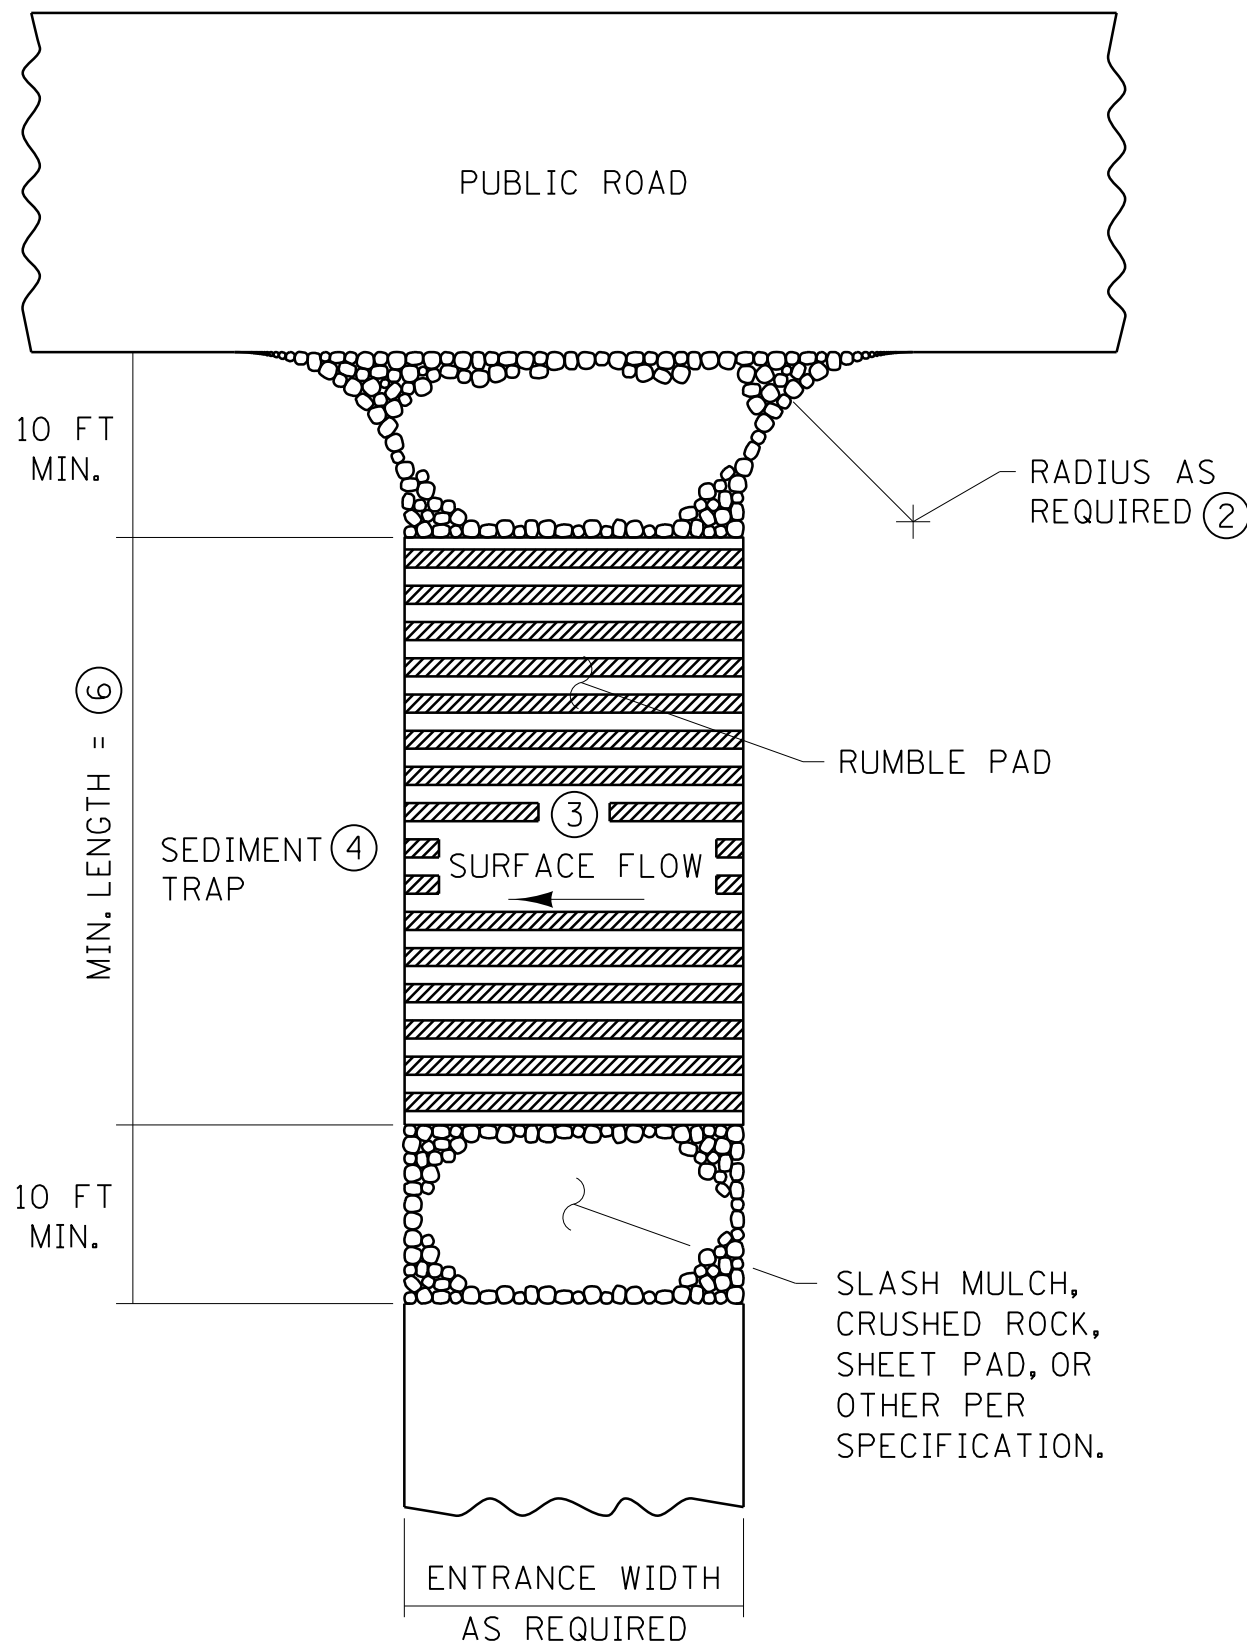 PUBLIC ROAD
10 FT
MIN.
RADIUS AS
REQUIRED 2
MIN. LENGTH = 6
RUMBLE PAD
3
SEDIMENT 4
TRAP
SURFACE FLOW
10 FT
MIN.
SLASH MULCH,
CRUSHED ROCK,
SHEET PAD, OR
OTHER PER
SPECIFICATION.
ENTRANCE WIDTH
AS REQUIRED